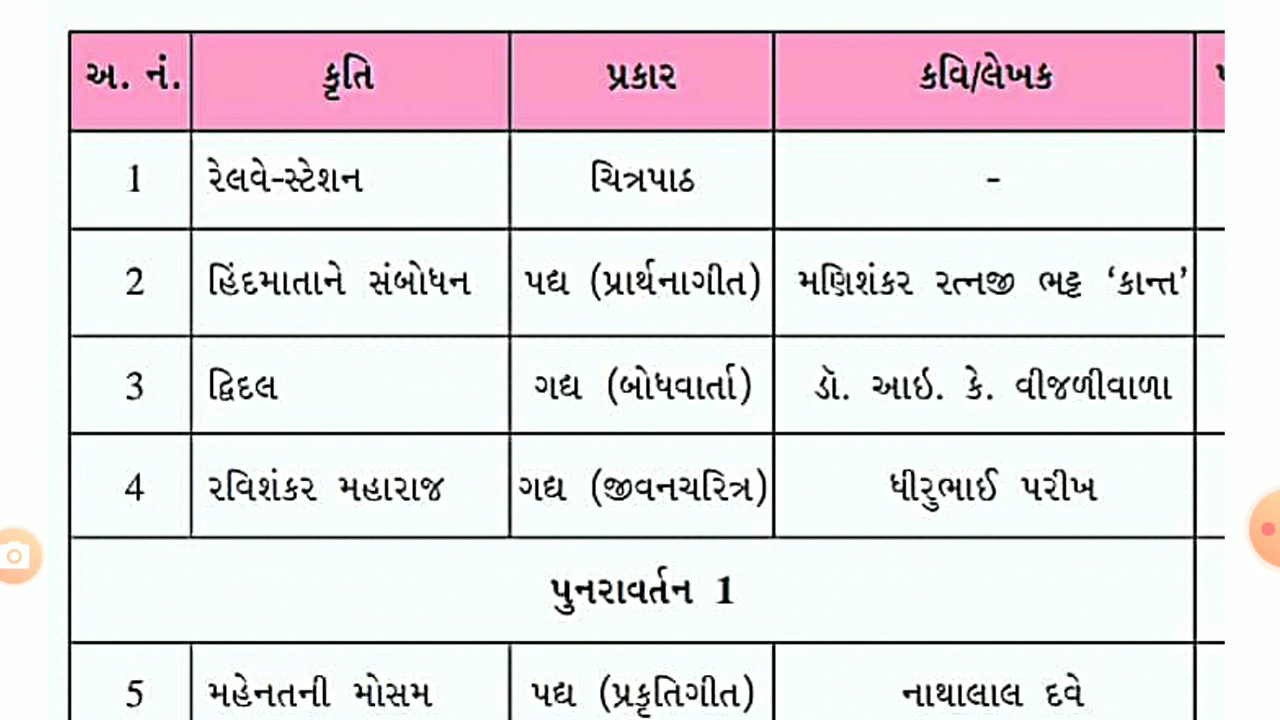 અ. નં. કૃતિ પ્રકાર કવિ/લેખક
1 રેલવે-સ્ટેશન ચિત્રપાઠ -
2 હિંદમાતાને સંબોધન પદ્ય (પ્રાર્થનાગીત) મણિશંકર રત્નજી ભટ્ટ ‘કાન્ત’
3 દ્વિદલ ગદ્ય (બોધવાર્તા) ડૉ. આઇ. કે. વીજળીવાળા
4 રવિશંકર મહારાજ ગદ્ય (જીવનચરિત્ર) ધીરુભાઈ પરીખ
પુનરાવર્તન 1
5 મહેનતની મોસમ પદ્ય (પ્રકૃતિગીત) નાથાલાલ દવે